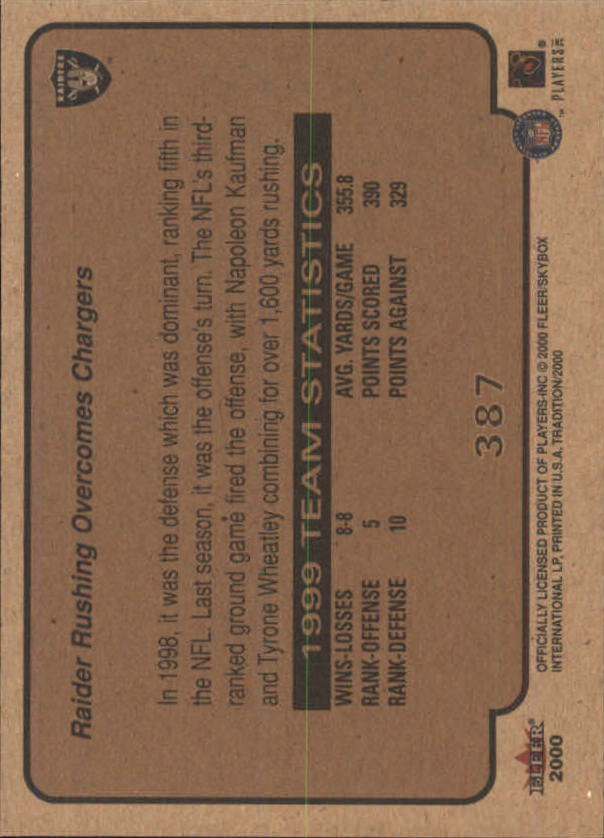 RAIDERS
Raider Rushing Overcomes Chargers
In 1998, it was the defense which was dominant, ranking fifth in
the NFL. Last season, it was the offense's turn. The NFL's third-
ranked ground game fired the offense, with Napoleon Kaufman
and Tyrone Wheatley combining for over 1,600 yards rushing.
1999 TEAM STATISTICS
WINS-LOSSES 8-8 AVG. YARDS/GAME 355.8
RANK-OFFENSE 5 POINTS SCORED 390
RANK-DEFENSE 10 POINTS AGAINST 329
387
FLEER®
2000
OFFICIALLY LICENSED PRODUCT OF PLAYERS-INC © 2000 FLEER/SKYBOX
INTERNATIONAL LP, PRINTED IN U.S.A. TRADITION/2000
NFL
™ PLAYERS INC ®